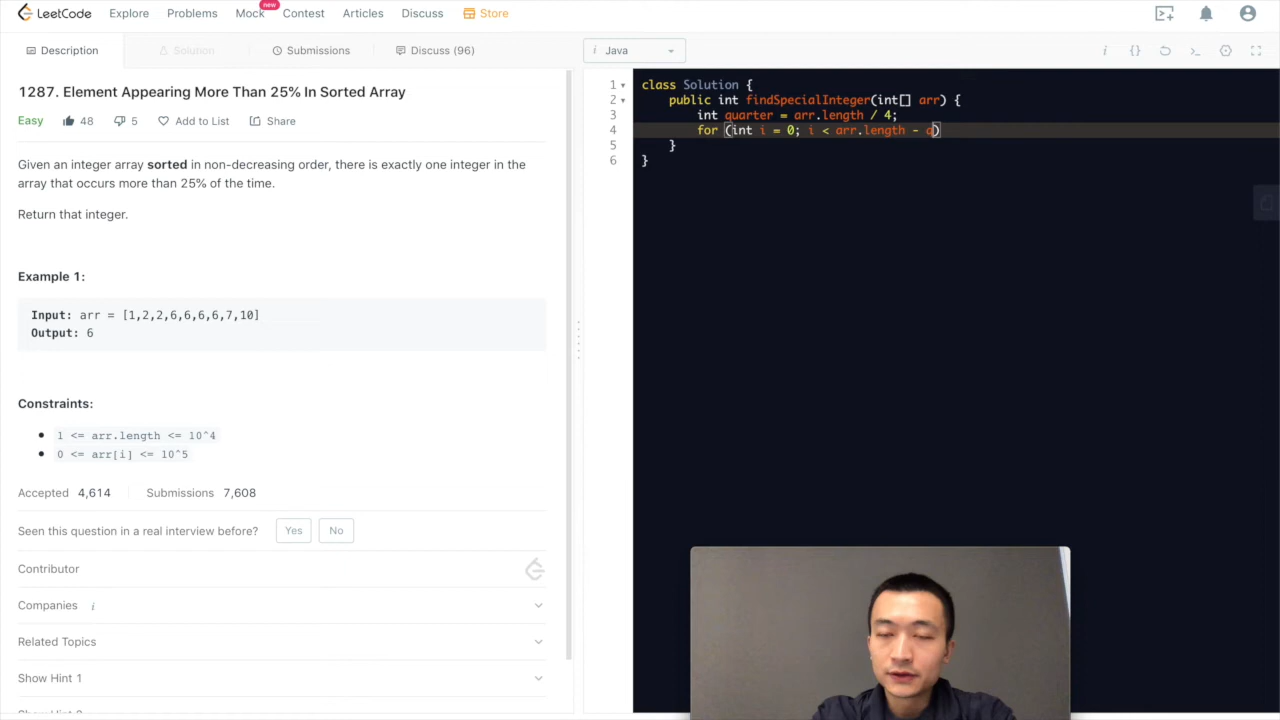 LeetCode Explore Problems Mock new Contest Articles Discuss Store
Description Solution Submissions Discuss (96)
i Java
i {} >_
1287. Element Appearing More Than 25% In Sorted Array
Easy 48 5 Add to List Share
Given an integer array sorted in non-decreasing order, there is exactly one integer in the
array that occurs more than 25% of the time.
Return that integer.
Example 1:
Input: arr = [1,2,2,6,6,6,6,7,10]
Output: 6
Constraints:
1 <= arr.length <= 10^4
0 <= arr[i] <= 10^5
Accepted 4,614 Submissions 7,608
Seen this question in a real interview before? Yes No
Contributor
Companies i
Related Topics
Show Hint 1
1 class Solution {
2 public int findSpecialInteger(int[] arr) {
3 int quarter = arr.length / 4;
4 for (int i = 0; i < arr.length - a)
5 }
6 }